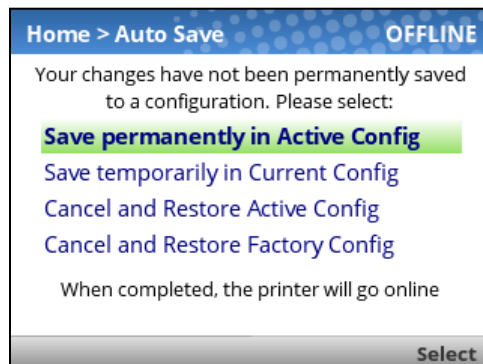 Home > Auto Save OFFLINE
Your changes have not been permanently saved
to a configuration. Please select:
Save permanently in Active Config
Save temporarily in Current Config
Cancel and Restore Active Config
Cancel and Restore Factory Config
When completed, the printer will go online
Select